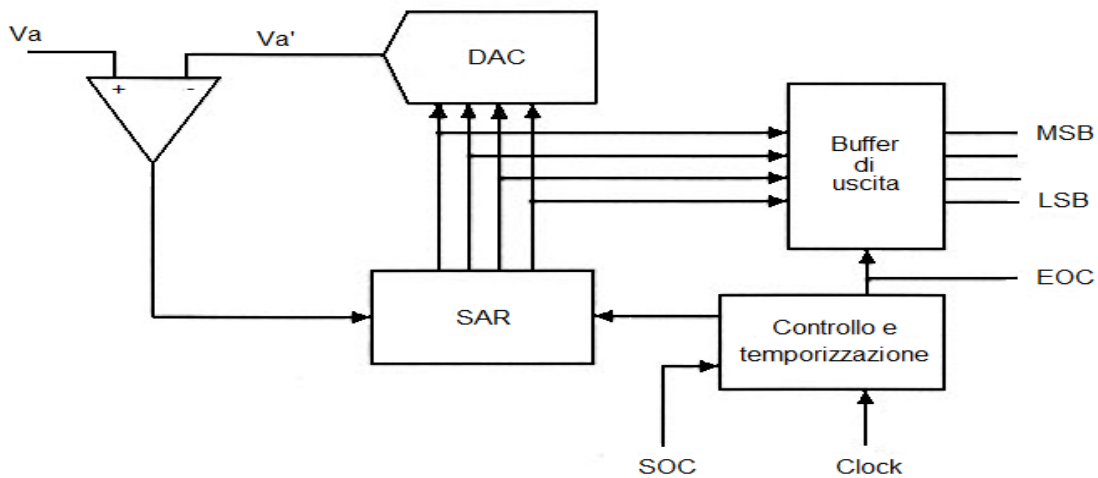 Va
Va'
DAC
+
-
Buffer
di
uscita
MSB
LSB
EOC
SAR
Controllo e
temporizzazione
SOC
Clock